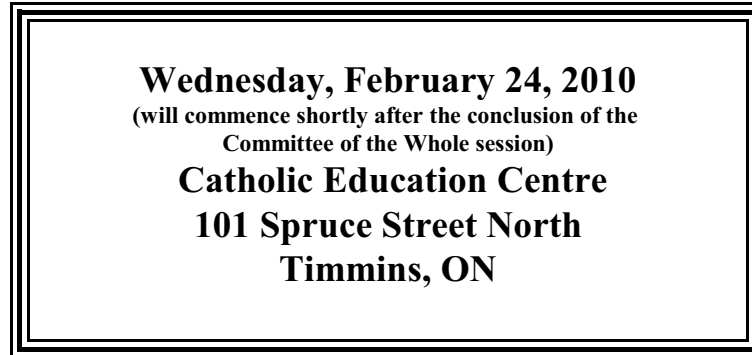 Wednesday, February 24, 2010
(will commence shortly after the conclusion of the
Committee of the Whole session)
Catholic Education Centre
101 Spruce Street North
Timmins, ON